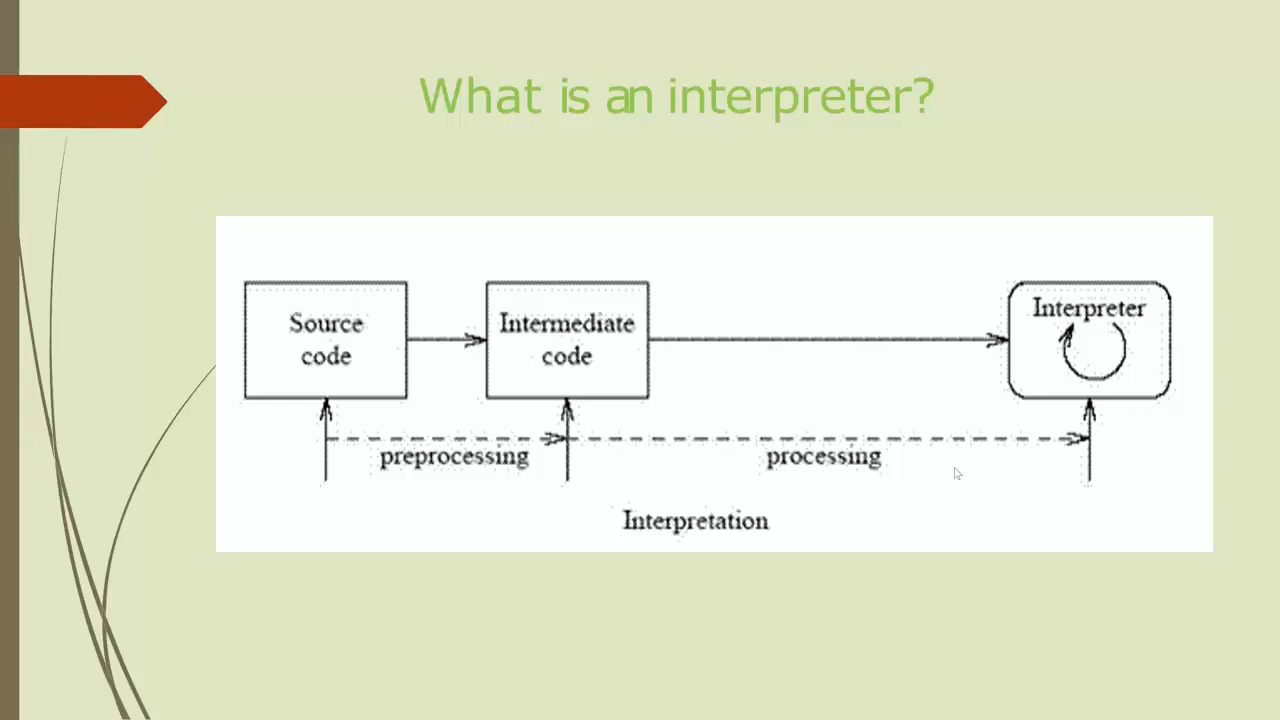 What is an interpreter?
Source
code
Intermediate
code
Interpreter
preprocessing
processing
Interpretation